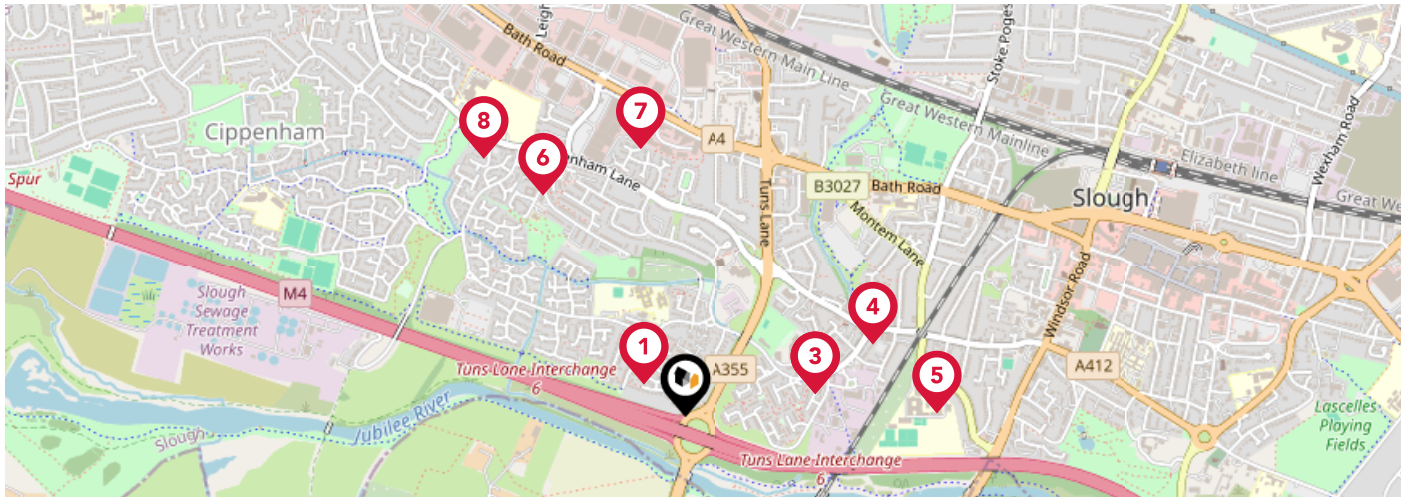 Leigh
Bath Road
Great Western Main Line
Stoke Poges
Great Western Mainline
Wexham Road
Elizabeth line
Great We
8
7
A4
Cippenham
6
enham Lane
Spur
Tuns Lane
B3027
Bath Road
Slough
Montem Lane
M4
Slough
Sewage
Treatment
Works
Windsor Road
4
1
3
Tuns Lane Interchange
6
A355
5
A412
Jubilee River
Slough
Lascelles
Playing
Fields
Tuns Lane Interchange
6